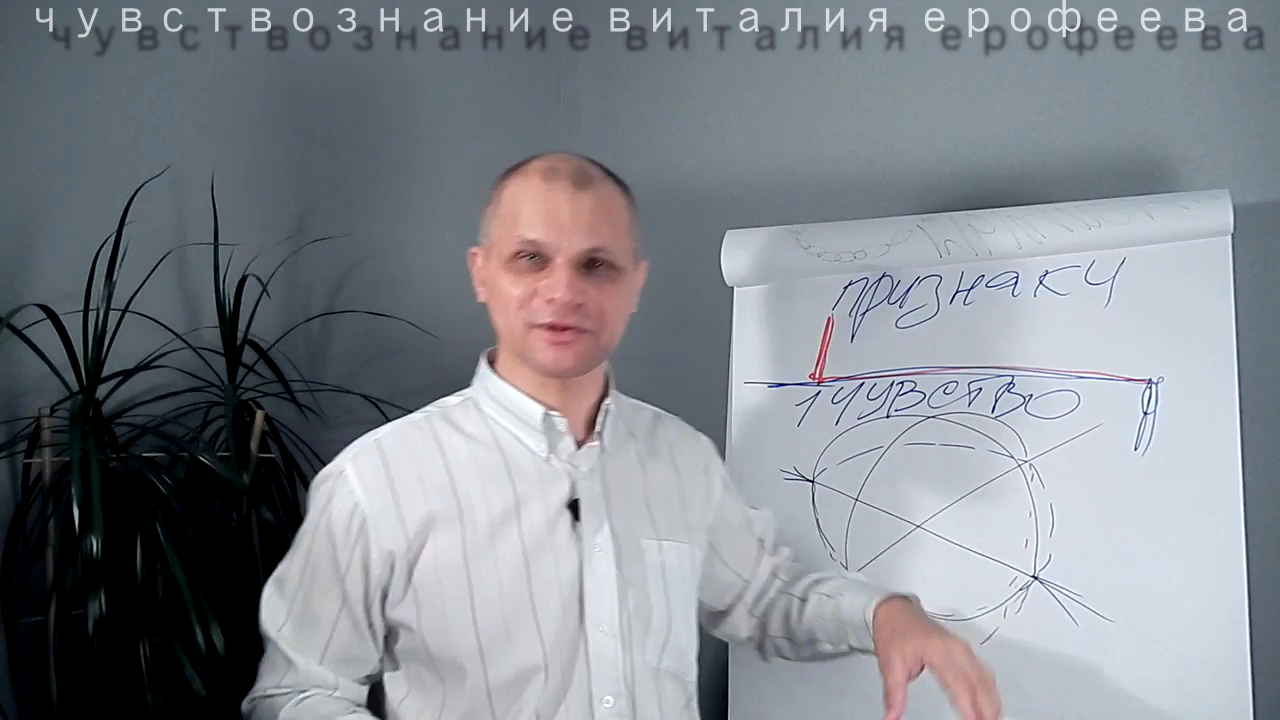 чувствознание виталия ерофеева
признаки
1 чувство